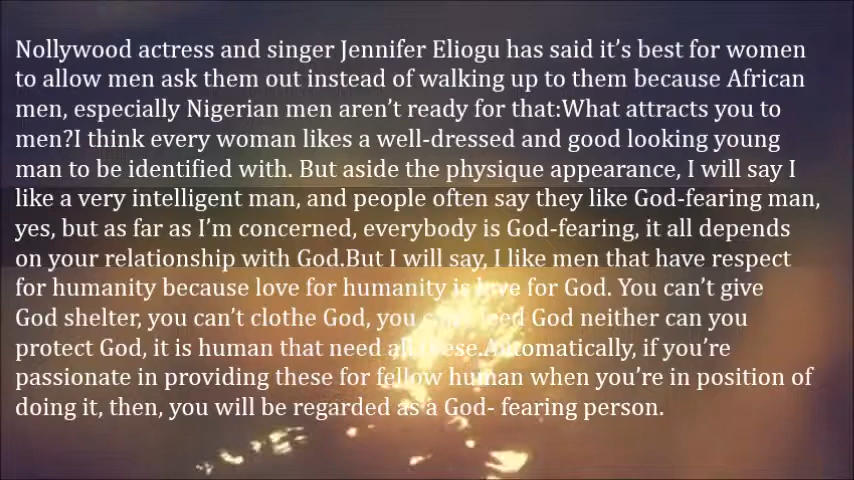 Nollywood actress and singer Jennifer Eliogu has said it’s best for women
to allow men ask them out instead of walking up to them because African
men, especially Nigerian men aren’t ready for that:What attracts you to
men?I think every woman likes a well-dressed and good looking young
man to be identified with. But aside the physique appearance, I will say I
like a very intelligent man, and people often say they like God-fearing man,
yes, but as far as I’m concerned, everybody is God-fearing, it all depends
on your relationship with God.But I will say, I like men that have respect
for humanity because love for humanity is love for God. You can’t give
God shelter, you can’t clothe God, you can’t feed God neither can you
protect God, it is human that need all these.Automatically, if you’re
passionate in providing these for fellow human when you’re in position of
doing it, then, you will be regarded as a God- fearing person.